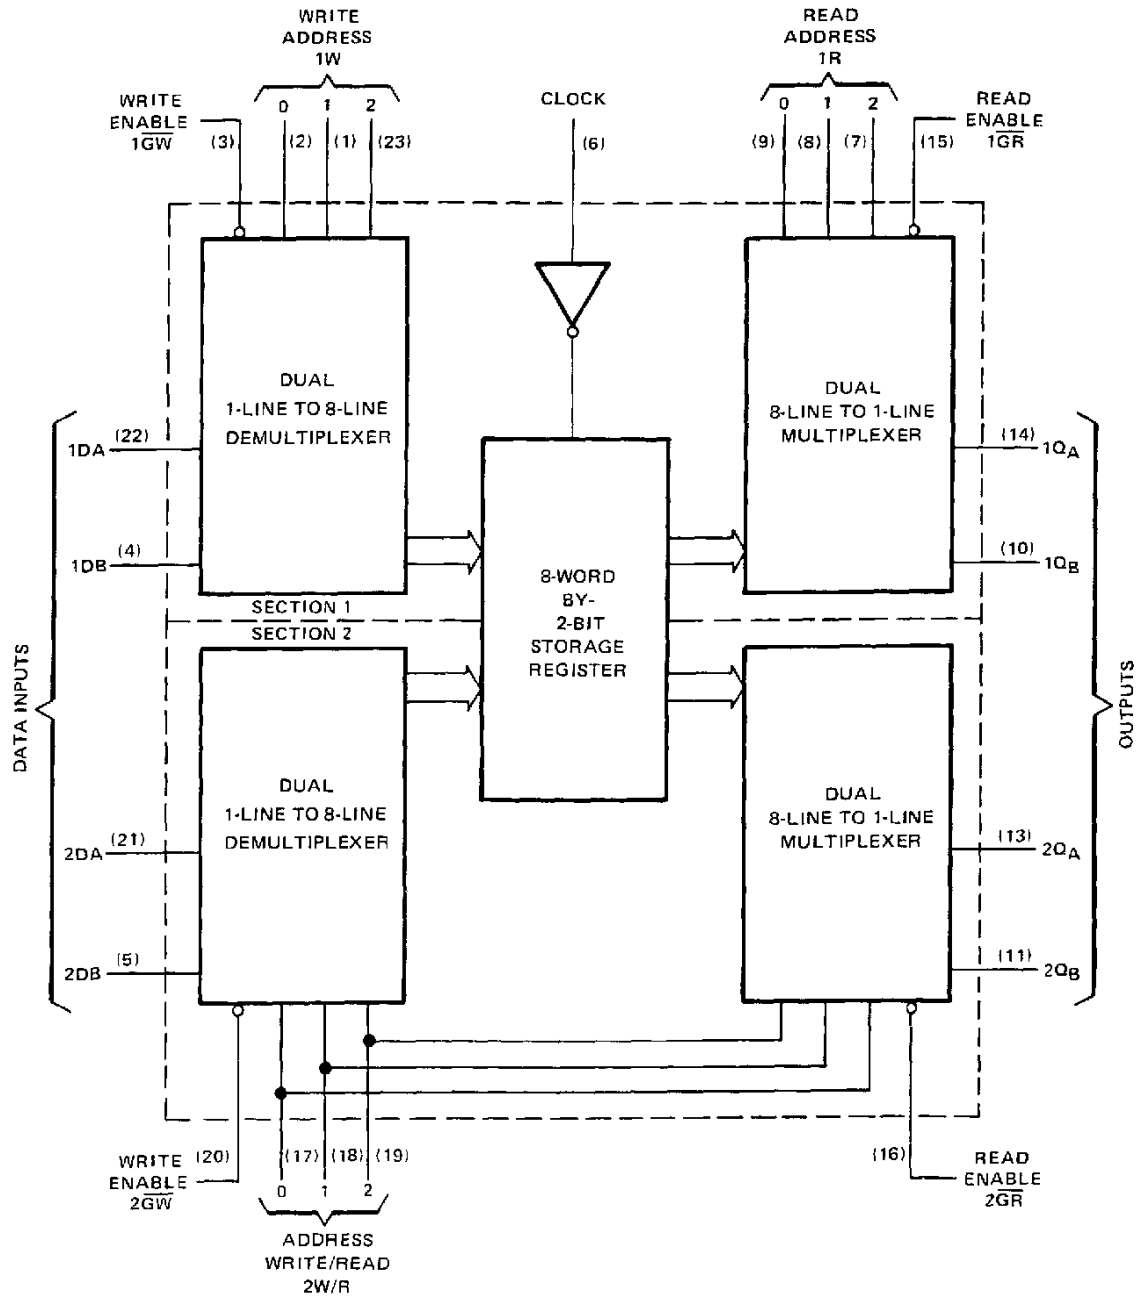 WRITE
ADDRESS
1W
READ
ADDRESS
1R
WRITE
ENABLE
1G̅W̅
0 1 2
CLOCK
0 1 2
READ
ENABLE
1G̅R̅
(3) (2) (1) (23)
(6)
(9) (8) (7) (15)
DUAL
1-LINE TO 8-LINE
DEMULTIPLEXER
DUAL
8-LINE TO 1-LINE
MULTIPLEXER
1DA (22)
(14) 1QA
1DB (4)
(10) 1QB
8-WORD
BY-
2-BIT
STORAGE
REGISTER
SECTION 1
SECTION 2
DATA INPUTS
OUTPUTS
DUAL
1-LINE TO 8-LINE
DEMULTIPLEXER
DUAL
8-LINE TO 1-LINE
MULTIPLEXER
2DA (21)
(13) 2QA
2DB (5)
(11) 2QB
WRITE
ENABLE
2G̅W̅
(20) (17) (18) (19)
0 1 2
(16)
READ
ENABLE
2G̅R̅
ADDRESS
WRITE/READ
2W/R